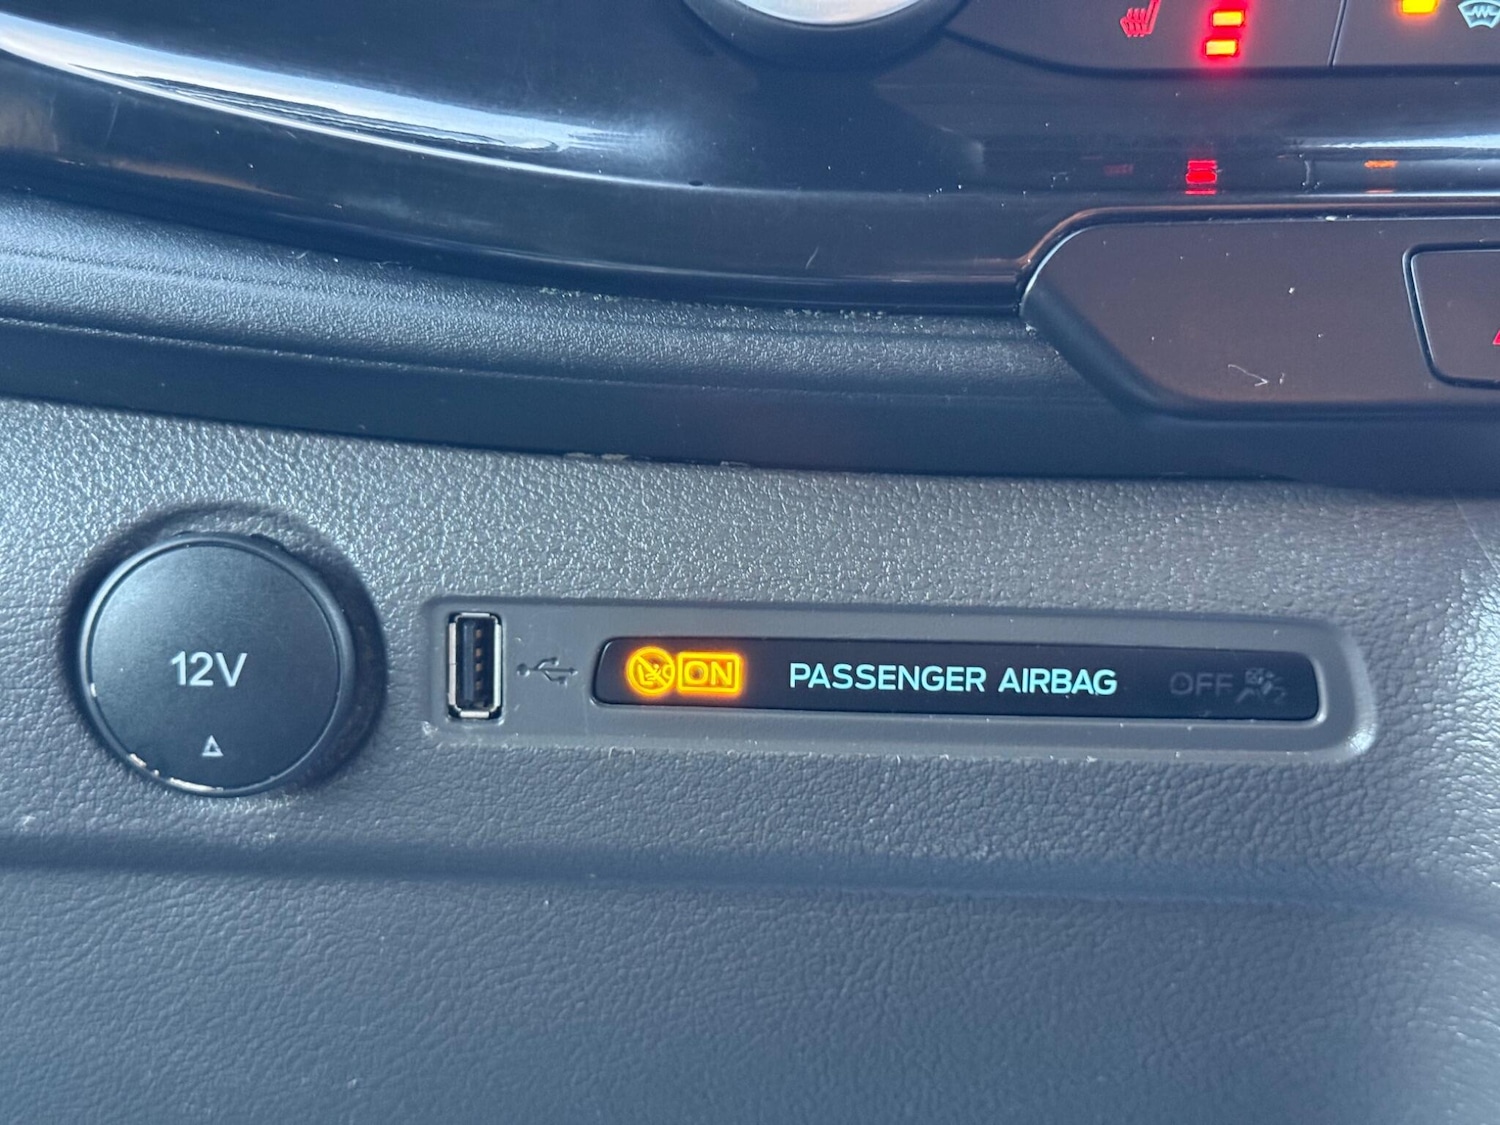 12V
ON PASSENGER AIRBAG OFF